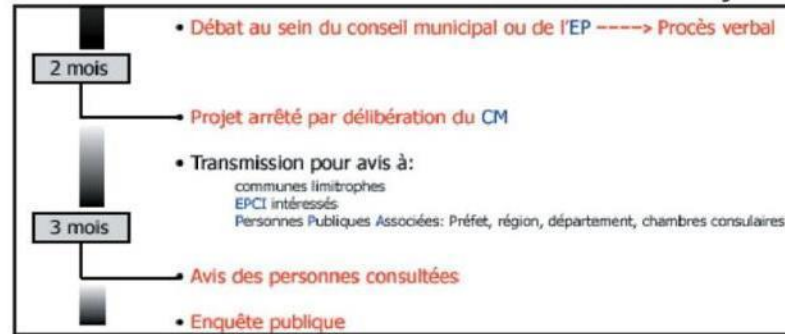 • Débat au sein du conseil municipal ou de l'EP ----> Procès verbal
2 mois
• Projet arrêté par délibération du CM
• Transmission pour avis à:
communes limitrophes
EPCI intéressés
Personnes Publiques Associées: Préfet, région, département, chambres consulaires
3 mois
• Avis des personnes consultées
• Enquête publique